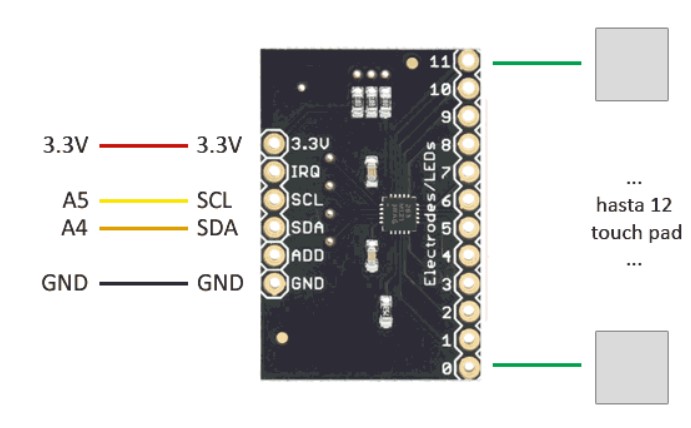 3.3V
3.3V
A5
SCL
A4
SDA
GND
GND
3.3V
IRQ
SCL
SDA
ADD
GND
Electrodes/LEDs
11
10
9
8
7
6
5
4
3
2
1
0
...
hasta 12
touch pad
...